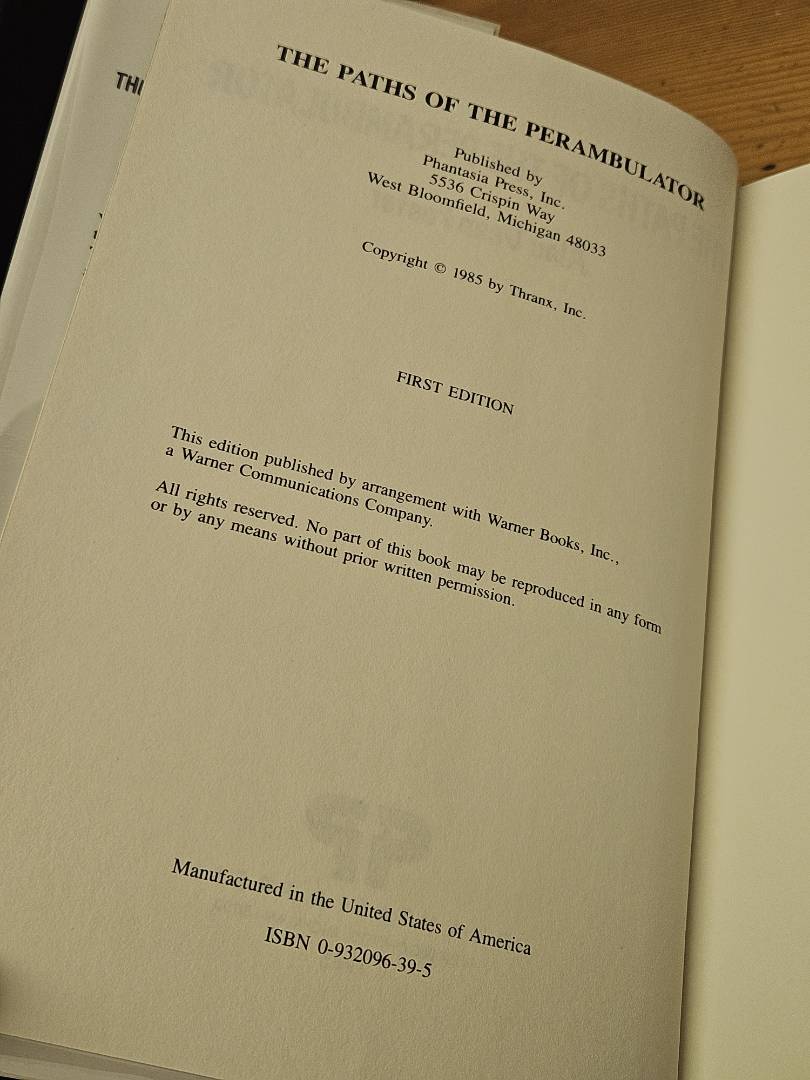 THE PATHS OF THE PERAMBULATOR
Published by
Phantasia Press, Inc.
5536 Crispin Way
West Bloomfield, Michigan 48033
Copyright © 1985 by Thranx, Inc.
FIRST EDITION
This edition published by arrangement with Warner Books, Inc.,
a Warner Communications Company.
All rights reserved. No part of this book may be reproduced in any form
or by any means without prior written permission.
Manufactured in the United States of America
ISBN 0-932096-39-5